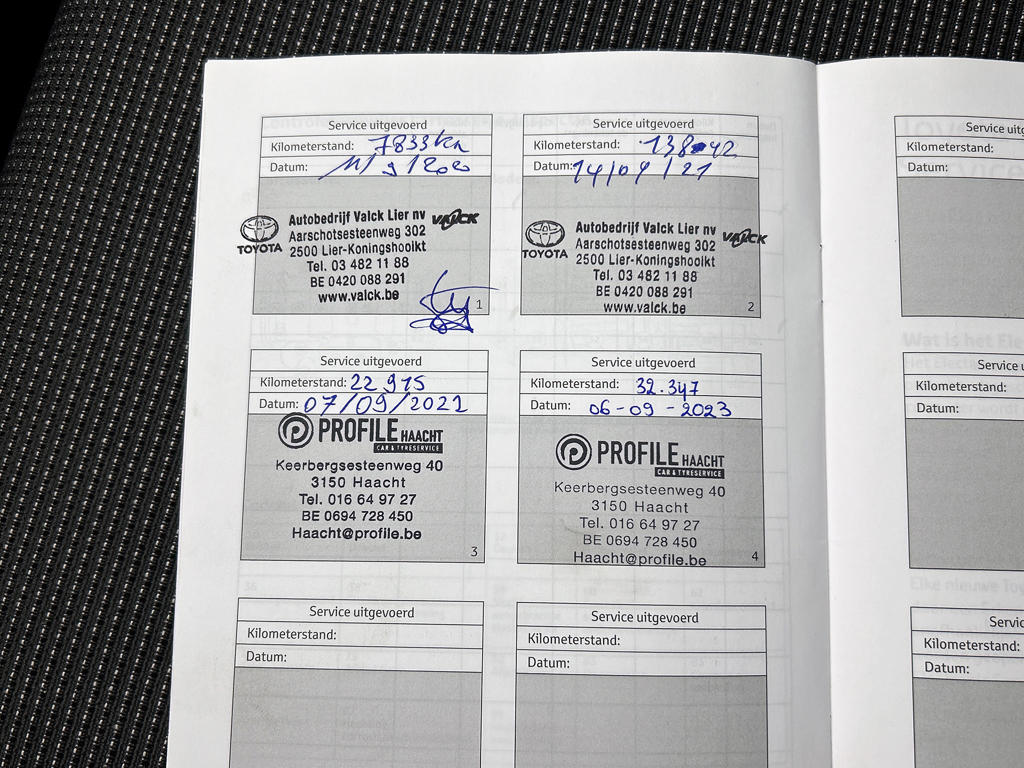 Service uitgevoerd
Kilometerstand: 7833km
Datum: 11/9/2020
TOYOTA
Autobedrijf Valck Lier nv VALCK
Aarschotsesteenweg 302
2500 Lier-Koningshooikt
Tel. 03 482 11 88
BE 0420 088 291
www.valck.be
1
Service uitgevoerd
Kilometerstand:
Datum: 14/04/21
TOYOTA
Autobedrijf Valck Lier nv VALCK
Aarschotsesteenweg 302
2500 Lier-Koningshooikt
Tel. 03 482 11 88
BE 0420 088 291
www.valck.be
2
Service uitgevoerd
Kilometerstand: 22 915
Datum: 07/09/2021
PROFILE HAACHT
CAR & TYRESERVICE
Keerbergsesteenweg 40
3150 Haacht
Tel. 016 64 97 27
BE 0694 728 450
Haacht@profile.be
3
Service uitgevoerd
Kilometerstand: 32.347
Datum: 06-09-2023
PROFILE HAACHT
CAR & TYRESERVICE
Keerbergsesteenweg 40
3150 Haacht
Tel. 016 64 97 27
BE 0694 728 450
Haacht@profile.be
4
Service uitgevoerd
Kilometerstand:
Datum:
Service uitgevoerd
Kilometerstand:
Datum:
Service uitg
Kilometerstand:
Datum:
Service u
Kilometerstand:
Datum:
Servic
Kilometerstand:
Datum: